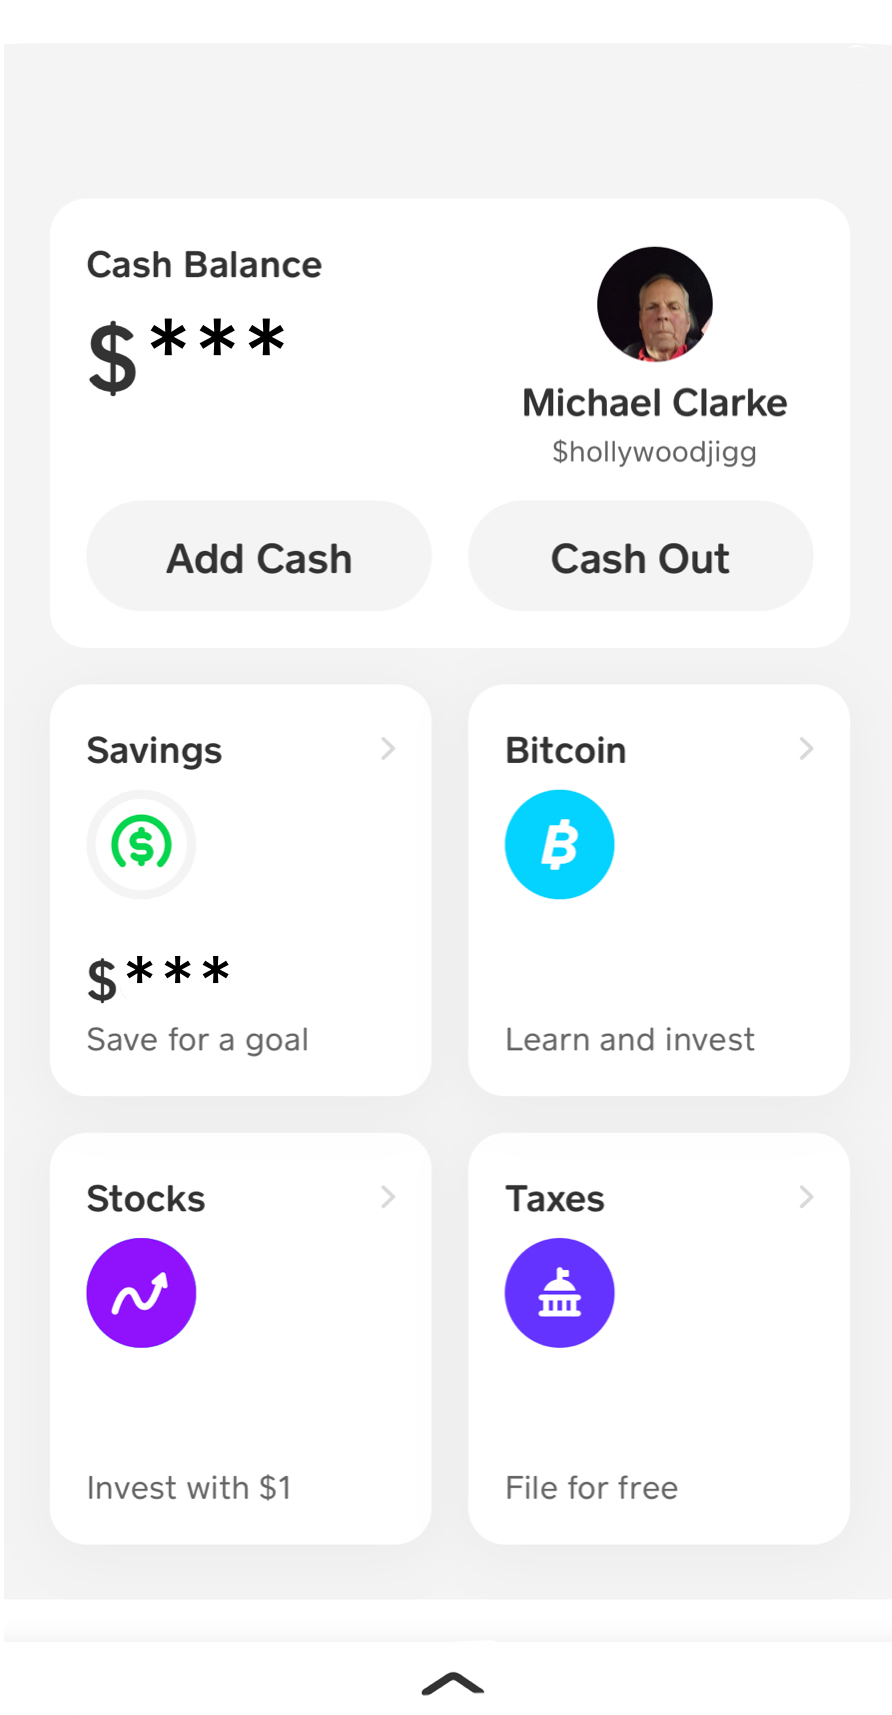 Cash Balance
$***
Michael Clarke
$hollywoodjigg
Add Cash
Cash Out
Savings
$***
Save for a goal
Bitcoin
Learn and invest
Stocks
Invest with $1
Taxes
File for free